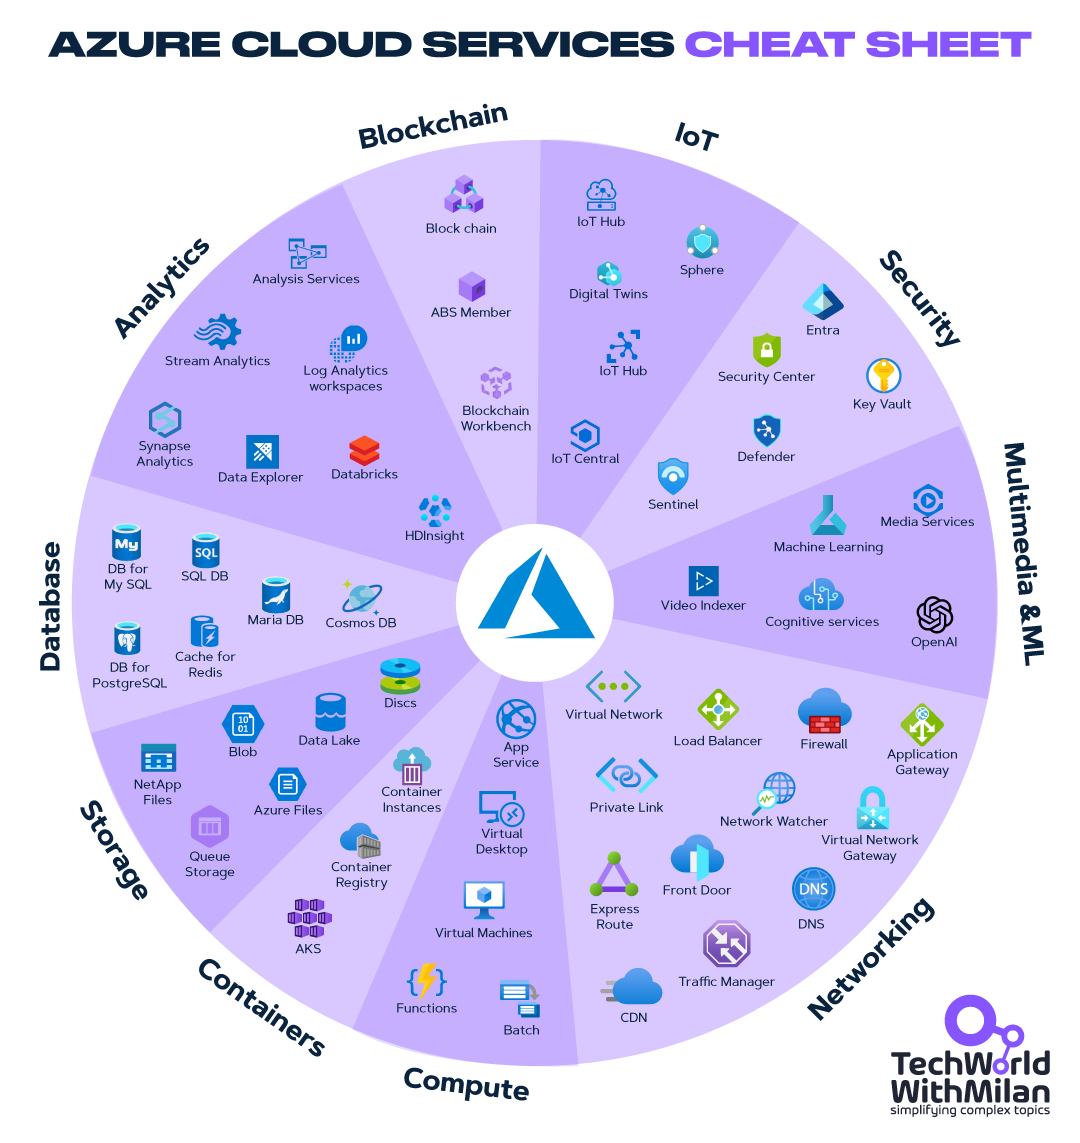 AZURE CLOUD SERVICES CHEAT SHEET
Blockchain
Block chain
ABS Member
Blockchain
Workbench
IoT
IoT Hub
Sphere
Digital Twins
IoT Hub
IoT Central
Security
Entra
Security Center
Key Vault
Defender
Sentinel
Multimedia & ML
Media Services
Machine Learning
Video Indexer
Cognitive services
OpenAI
Networking
Virtual Network
Load Balancer
Firewall
Application
Gateway
Private Link
Network Watcher
Virtual Network
Gateway
Express
Route
Front Door
DNS
DNS
Traffic Manager
CDN
Compute
App
Service
Virtual
Desktop
Virtual Machines
Functions
Batch
Containers
Container
Instances
Container
Registry
AKS
Storage
Discs
Data Lake
10
01
Blob
NetApp
Files
Azure Files
Queue
Storage
Database
My
DB for
My SQL
SQL
SQL DB
Maria DB
Cosmos DB
DB for
PostgreSQL
Cache for
Redis
Analytics
Analysis Services
Stream Analytics
Log Analytics
workspaces
Synapse
Analytics
Data Explorer
Databricks
HDInsight
TechWorld
WithMilan
simplifying complex topics